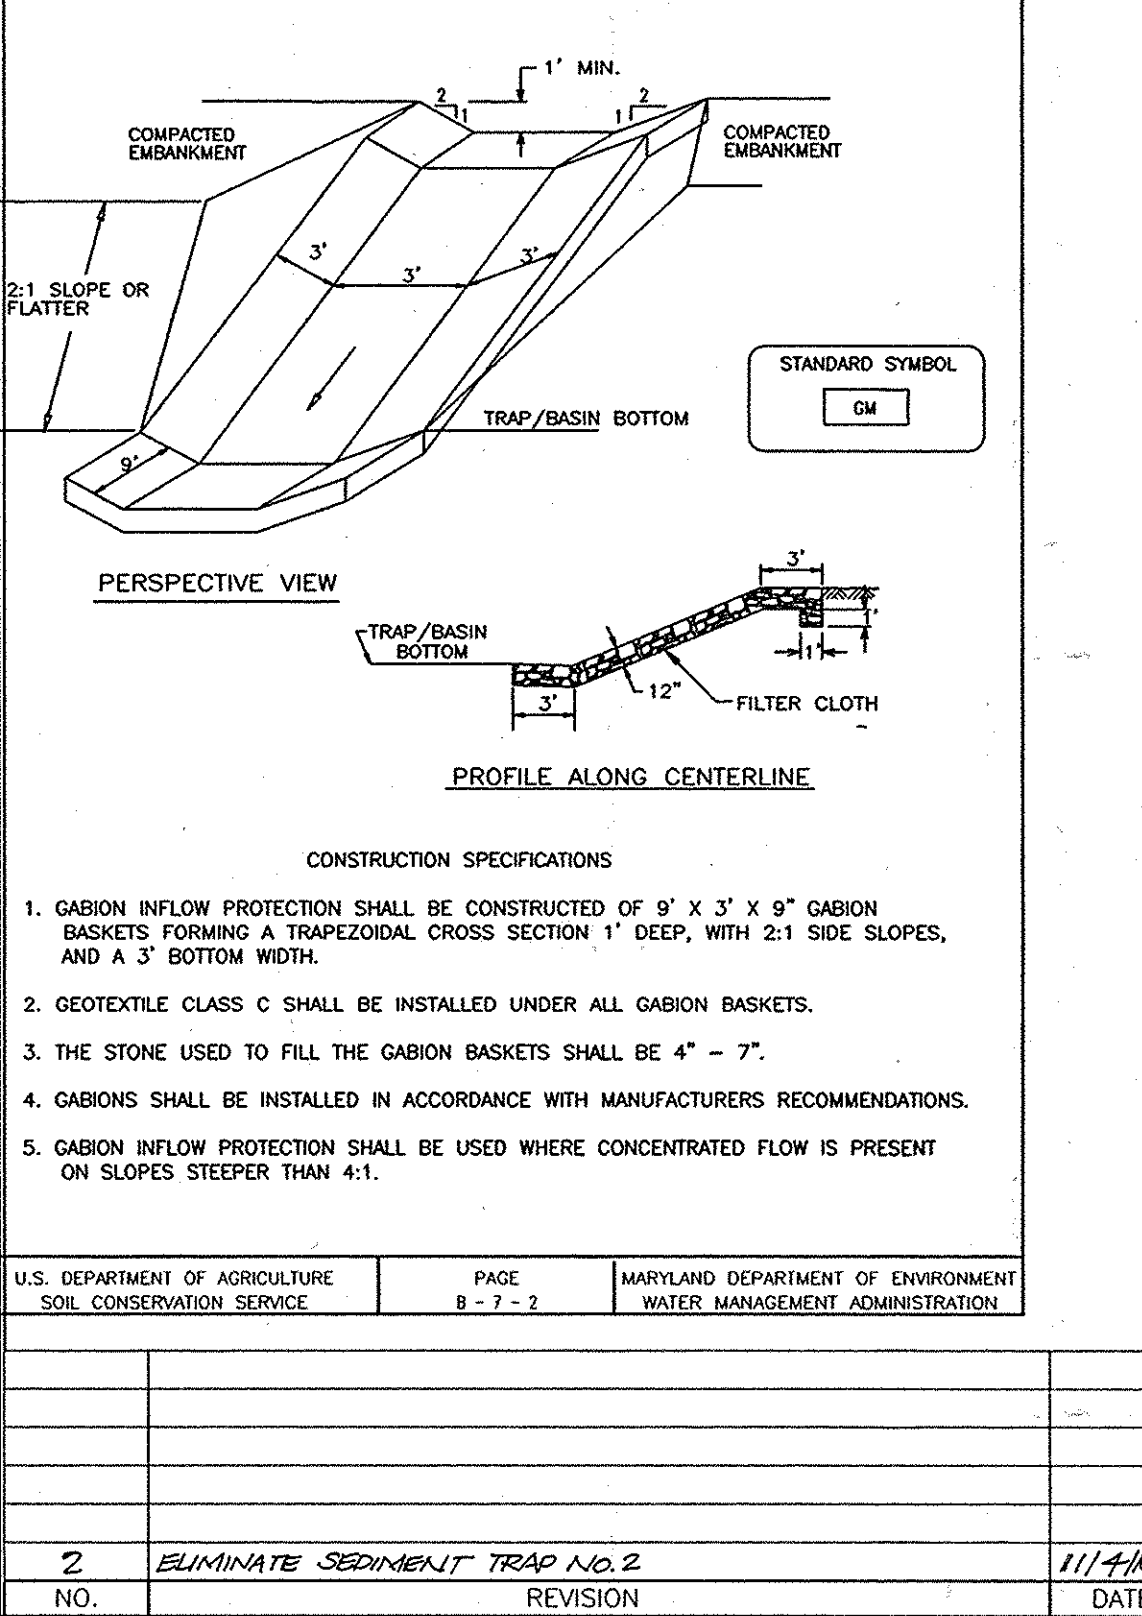 1' MIN.
2
1
1
2
COMPACTED
EMBANKMENT
COMPACTED
EMBANKMENT
3'
3'
3'
2:1 SLOPE OR
FLATTER
STANDARD SYMBOL
GM
TRAP/BASIN BOTTOM
9'
PERSPECTIVE VIEW
3'
1'
TRAP/BASIN
BOTTOM
1'
12"
3'
FILTER CLOTH
PROFILE ALONG CENTERLINE
CONSTRUCTION SPECIFICATIONS
1. GABION INFLOW PROTECTION SHALL BE CONSTRUCTED OF 9' X 3' X 9" GABION
BASKETS FORMING A TRAPEZOIDAL CROSS SECTION 1' DEEP, WITH 2:1 SIDE SLOPES,
AND A 3' BOTTOM WIDTH.
2. GEOTEXTILE CLASS C SHALL BE INSTALLED UNDER ALL GABION BASKETS.
3. THE STONE USED TO FILL THE GABION BASKETS SHALL BE 4" - 7".
4. GABIONS SHALL BE INSTALLED IN ACCORDANCE WITH MANUFACTURERS RECOMMENDATIONS.
5. GABION INFLOW PROTECTION SHALL BE USED WHERE CONCENTRATED FLOW IS PRESENT
ON SLOPES STEEPER THAN 4:1.
U.S. DEPARTMENT OF AGRICULTURE
SOIL CONSERVATION SERVICE
PAGE
B - 7 - 2
MARYLAND DEPARTMENT OF ENVIRONMENT
WATER MANAGEMENT ADMINISTRATION
2 ELIMINATE SEDIMENT TRAP NO.2 11/4/
NO. REVISION DATE